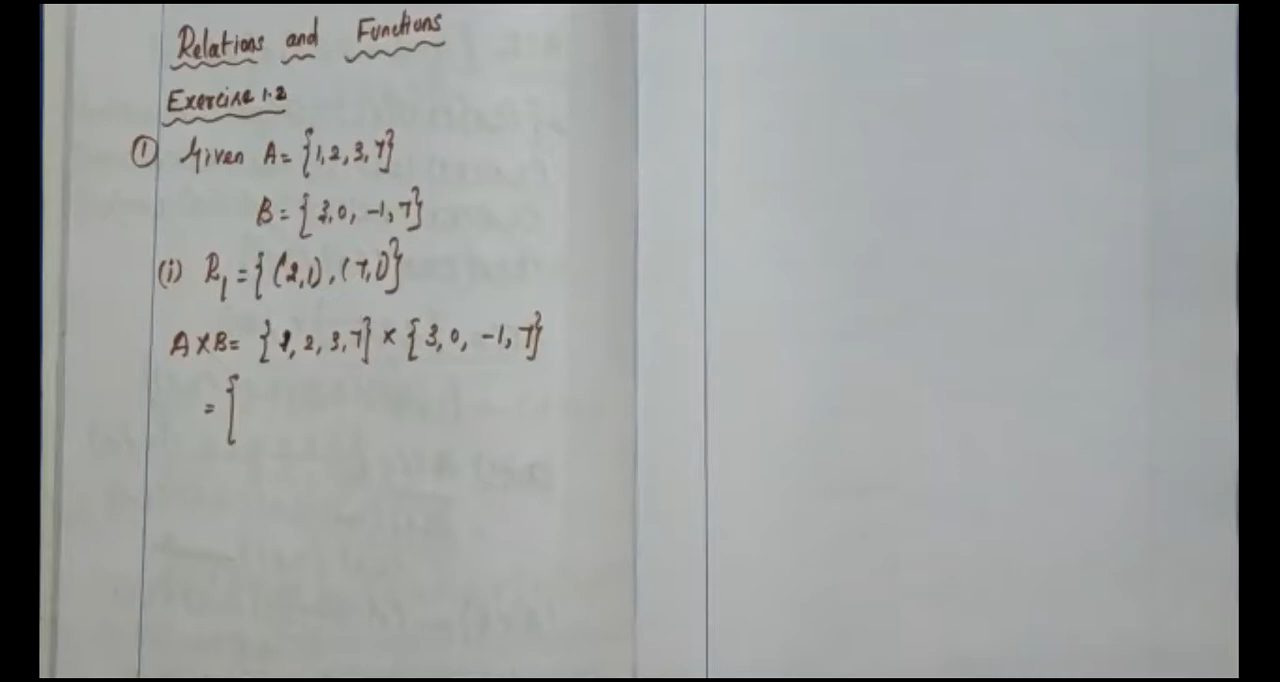 Relations and Functions
Exercise 1.2
① Given A = {1, 2, 3, 7}
B = {3, 0, -1, 7}
(i) R₁ = {(2,1), (7,1)}
A×B = {1, 2, 3, 7} × {3, 0, -1, 7}
= {